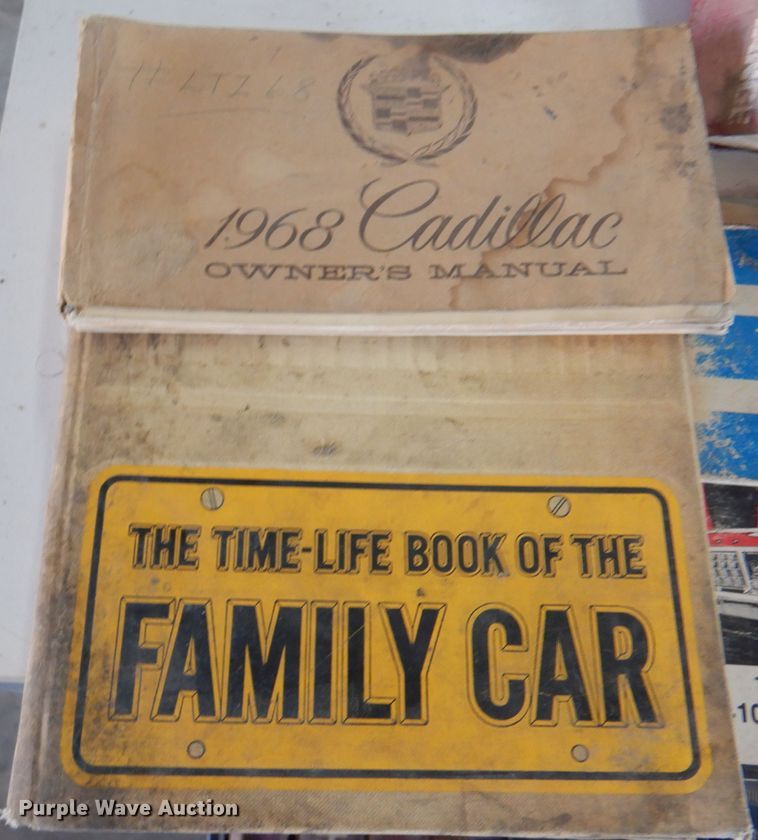 1968 Cadillac
OWNER'S MANUAL
THE TIME-LIFE BOOK OF THE
FAMILY CAR
Purple Wave Auction